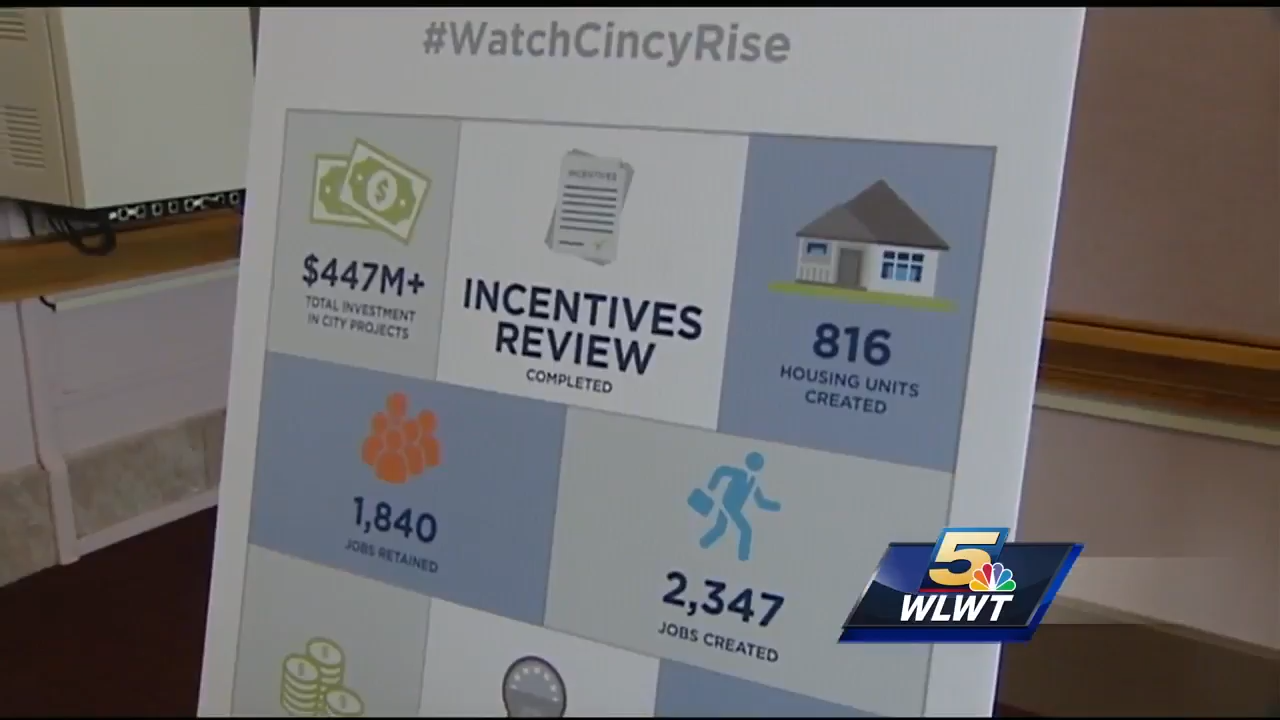 #WatchCincyRise
$447M+
TOTAL INVESTMENT
IN CITY PROJECTS
INCENTIVES
INCENTIVES
REVIEW
COMPLETED
816
HOUSING UNITS
CREATED
1,840
JOBS RETAINED
2,347
JOBS CREATED
5
WLWT